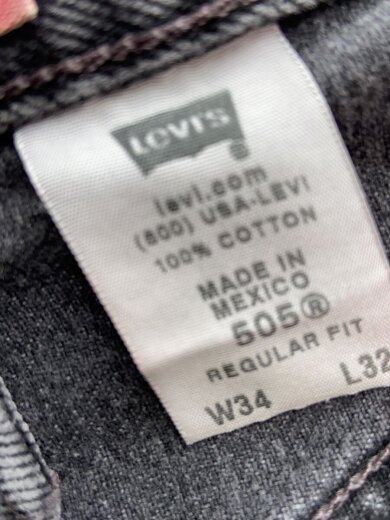 LEVI'S
®
levi.com
(800) USA-LEVI
100% COTTON
MADE IN
MEXICO
505®
REGULAR FIT
W34 L32